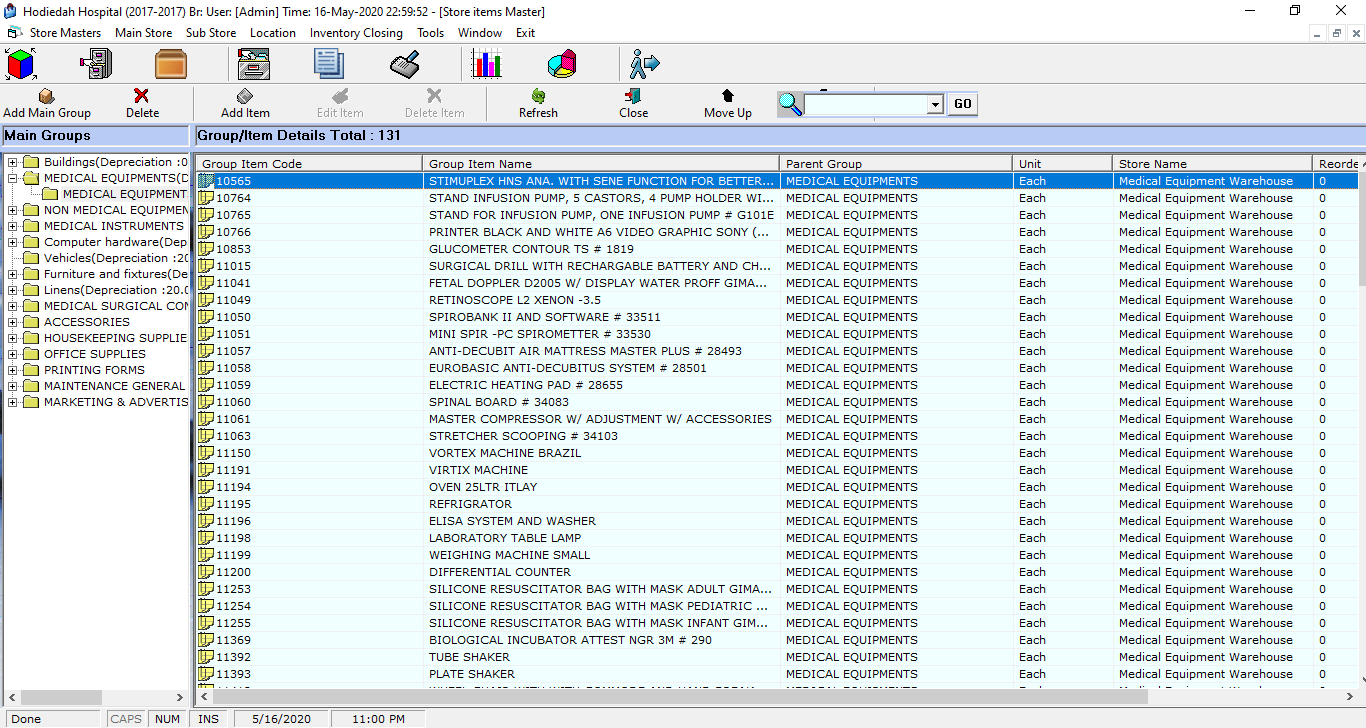 Hodiedah Hospital (2017-2017) Br: User: [Admin] Time: 16-May-2020 22:59:52 - [Store items Master]
Store Masters Main Store Sub Store Location Inventory Closing Tools Window Exit
Add Main Group Delete Add Item Edit Item Delete Item Refresh Close Move Up GO
Main Groups
Buildings(Depreciation :0
MEDICAL EQUIPMENTS(D
MEDICAL EQUIPMENT
NON MEDICAL EQUIPMEN
MEDICAL INSTRUMENTS
Computer hardware(Dep
Vehicles(Depreciation :20
Furniture and fixtures(De
Linens(Depreciation :20.0
MEDICAL SURGICAL CON
ACCESSORIES
HOUSEKEEPING SUPPLIE
OFFICE SUPPLIES
PRINTING FORMS
MAINTENANCE GENERAL
MARKETING & ADVERTIS
Group/Item Details Total : 131
Group Item Code Group Item Name Parent Group Unit Store Name Reorde
10565 STIMUPLEX HNS ANA. WITH SENE FUNCTION FOR BETTER... MEDICAL EQUIPMENTS Each Medical Equipment Warehouse 0
10764 STAND INFUSION PUMP, 5 CASTORS, 4 PUMP HOLDER WI... MEDICAL EQUIPMENTS Each Medical Equipment Warehouse 0
10765 STAND FOR INFUSION PUMP, ONE INFUSION PUMP # G101E MEDICAL EQUIPMENTS Each Medical Equipment Warehouse 0
10766 PRINTER BLACK AND WHITE A6 VIDEO GRAPHIC SONY (... MEDICAL EQUIPMENTS Each Medical Equipment Warehouse 0
10853 GLUCOMETER CONTOUR TS # 1819 MEDICAL EQUIPMENTS Each Medical Equipment Warehouse 0
11015 SURGICAL DRILL WITH RECHARGABLE BATTERY AND CH... MEDICAL EQUIPMENTS Each Medical Equipment Warehouse 0
11041 FETAL DOPPLER D2005 W/ DISPLAY WATER PROFF GIMA... MEDICAL EQUIPMENTS Each Medical Equipment Warehouse 0
11049 RETINOSCOPE L2 XENON -3.5 MEDICAL EQUIPMENTS Each Medical Equipment Warehouse 0
11050 SPIROBANK II AND SOFTWARE # 33511 MEDICAL EQUIPMENTS Each Medical Equipment Warehouse 0
11051 MINI SPIR -PC SPIROMETTER # 33530 MEDICAL EQUIPMENTS Each Medical Equipment Warehouse 0
11057 ANTI-DECUBIT AIR MATTRESS MASTER PLUS # 28493 MEDICAL EQUIPMENTS Each Medical Equipment Warehouse 0
11058 EUROBASIC ANTI-DECUBITUS SYSTEM # 28501 MEDICAL EQUIPMENTS Each Medical Equipment Warehouse 0
11059 ELECTRIC HEATING PAD # 28655 MEDICAL EQUIPMENTS Each Medical Equipment Warehouse 0
11060 SPINAL BOARD # 34083 MEDICAL EQUIPMENTS Each Medical Equipment Warehouse 0
11061 MASTER COMPRESSOR W/ ADJUSTMENT W/ ACCESSORIES MEDICAL EQUIPMENTS Each Medical Equipment Warehouse 0
11063 STRETCHER SCOOPING # 34103 MEDICAL EQUIPMENTS Each Medical Equipment Warehouse 0
11150 VORTEX MACHINE BRAZIL MEDICAL EQUIPMENTS Each Medical Equipment Warehouse 0
11191 VIRTIX MACHINE MEDICAL EQUIPMENTS Each Medical Equipment Warehouse 0
11194 OVEN 25LTR ITLAY MEDICAL EQUIPMENTS Each Medical Equipment Warehouse 0
11195 REFRIGRATOR MEDICAL EQUIPMENTS Each Medical Equipment Warehouse 0
11196 ELISA SYSTEM AND WASHER MEDICAL EQUIPMENTS Each Medical Equipment Warehouse 0
11198 LABORATORY TABLE LAMP MEDICAL EQUIPMENTS Each Medical Equipment Warehouse 0
11199 WEIGHING MACHINE SMALL MEDICAL EQUIPMENTS Each Medical Equipment Warehouse 0
11200 DIFFERENTIAL COUNTER MEDICAL EQUIPMENTS Each Medical Equipment Warehouse 0
11253 SILICONE RESUSCITATOR BAG WITH MASK ADULT GIMA... MEDICAL EQUIPMENTS Each Medical Equipment Warehouse 0
11254 SILICONE RESUSCITATOR BAG WITH MASK PEDIATRIC ... MEDICAL EQUIPMENTS Each Medical Equipment Warehouse 0
11255 SILICONE RESUSCITATOR BAG WITH MASK INFANT GIM... MEDICAL EQUIPMENTS Each Medical Equipment Warehouse 0
11369 BIOLOGICAL INCUBATOR ATTEST NGR 3M # 290 MEDICAL EQUIPMENTS Each Medical Equipment Warehouse 0
11392 TUBE SHAKER MEDICAL EQUIPMENTS Each Medical Equipment Warehouse 0
11393 PLATE SHAKER MEDICAL EQUIPMENTS Each Medical Equipment Warehouse 0
Done CAPS NUM INS 5/16/2020 11:00 PM